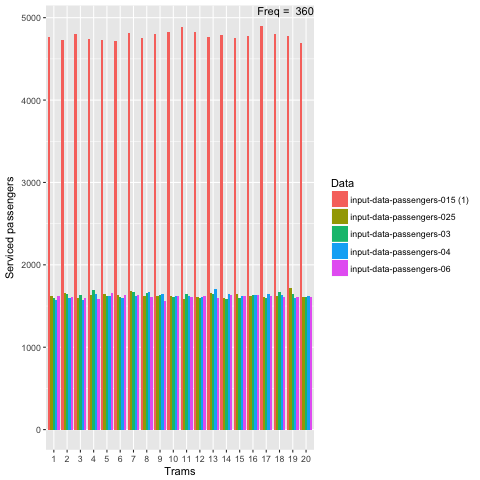 Freq = 360
5000
4000
3000
2000
1000
0
Serviced passengers
1 2 3 4 5 6 7 8 9 10 11 12 13 14 15 16 17 18 19 20
Trams
Data
input-data-passengers-015 (1)
input-data-passengers-025
input-data-passengers-03
input-data-passengers-04
input-data-passengers-06